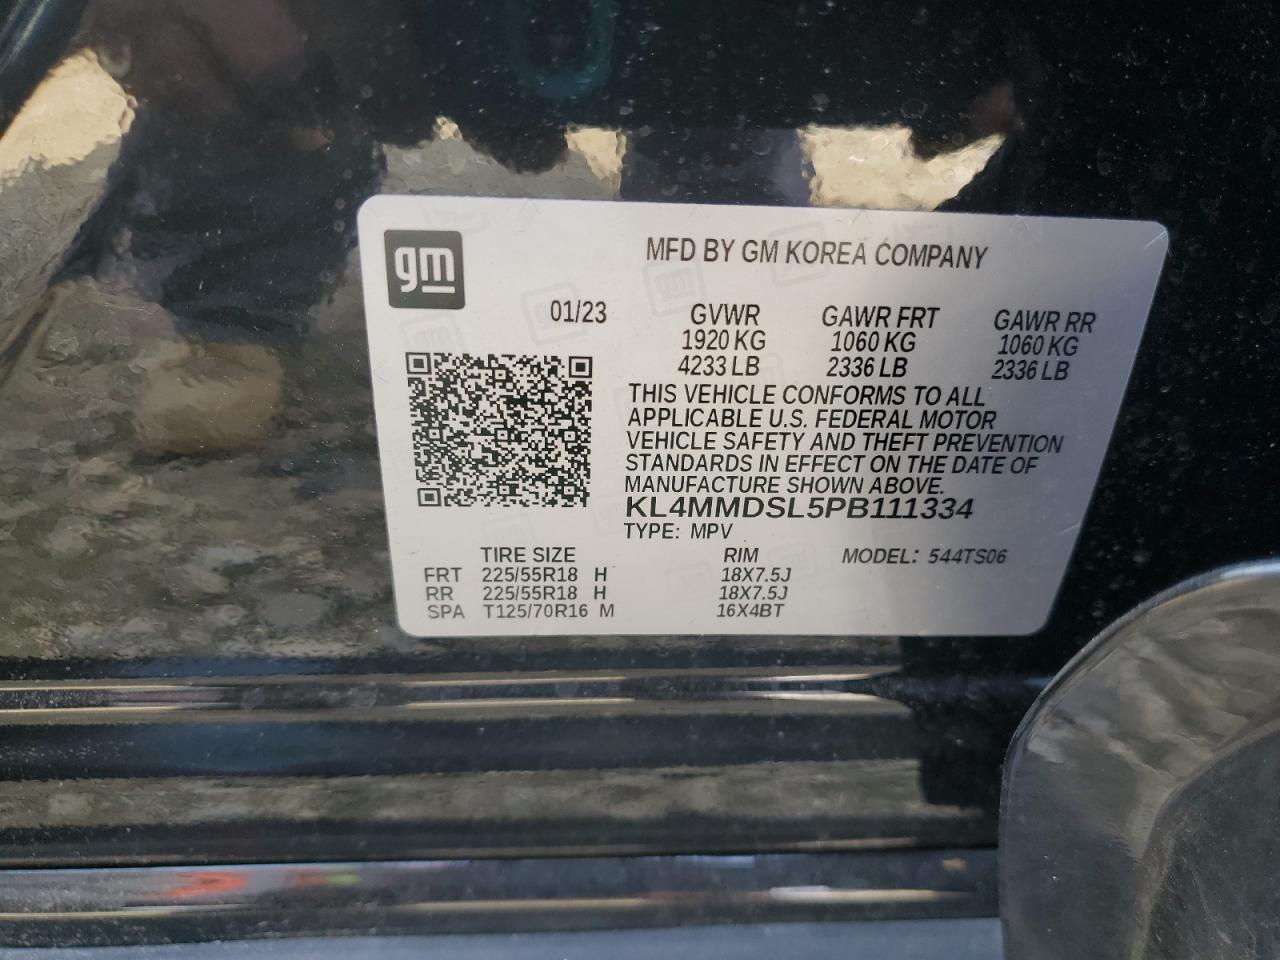 gm
MFD BY GM KOREA COMPANY
01/23 GVWR GAWR FRT GAWR RR
1920 KG 1060 KG 1060 KG
4233 LB 2336 LB 2336 LB
THIS VEHICLE CONFORMS TO ALL
APPLICABLE U.S. FEDERAL MOTOR
VEHICLE SAFETY AND THEFT PREVENTION
STANDARDS IN EFFECT ON THE DATE OF
MANUFACTURE SHOWN ABOVE.
KL4MMDSL5PB111334
TYPE: MPV
TIRE SIZE RIM MODEL: 544TS06
FRT 225/55R18 H 18X7.5J
RR 225/55R18 H 18X7.5J
SPA T125/70R16 M 16X4BT